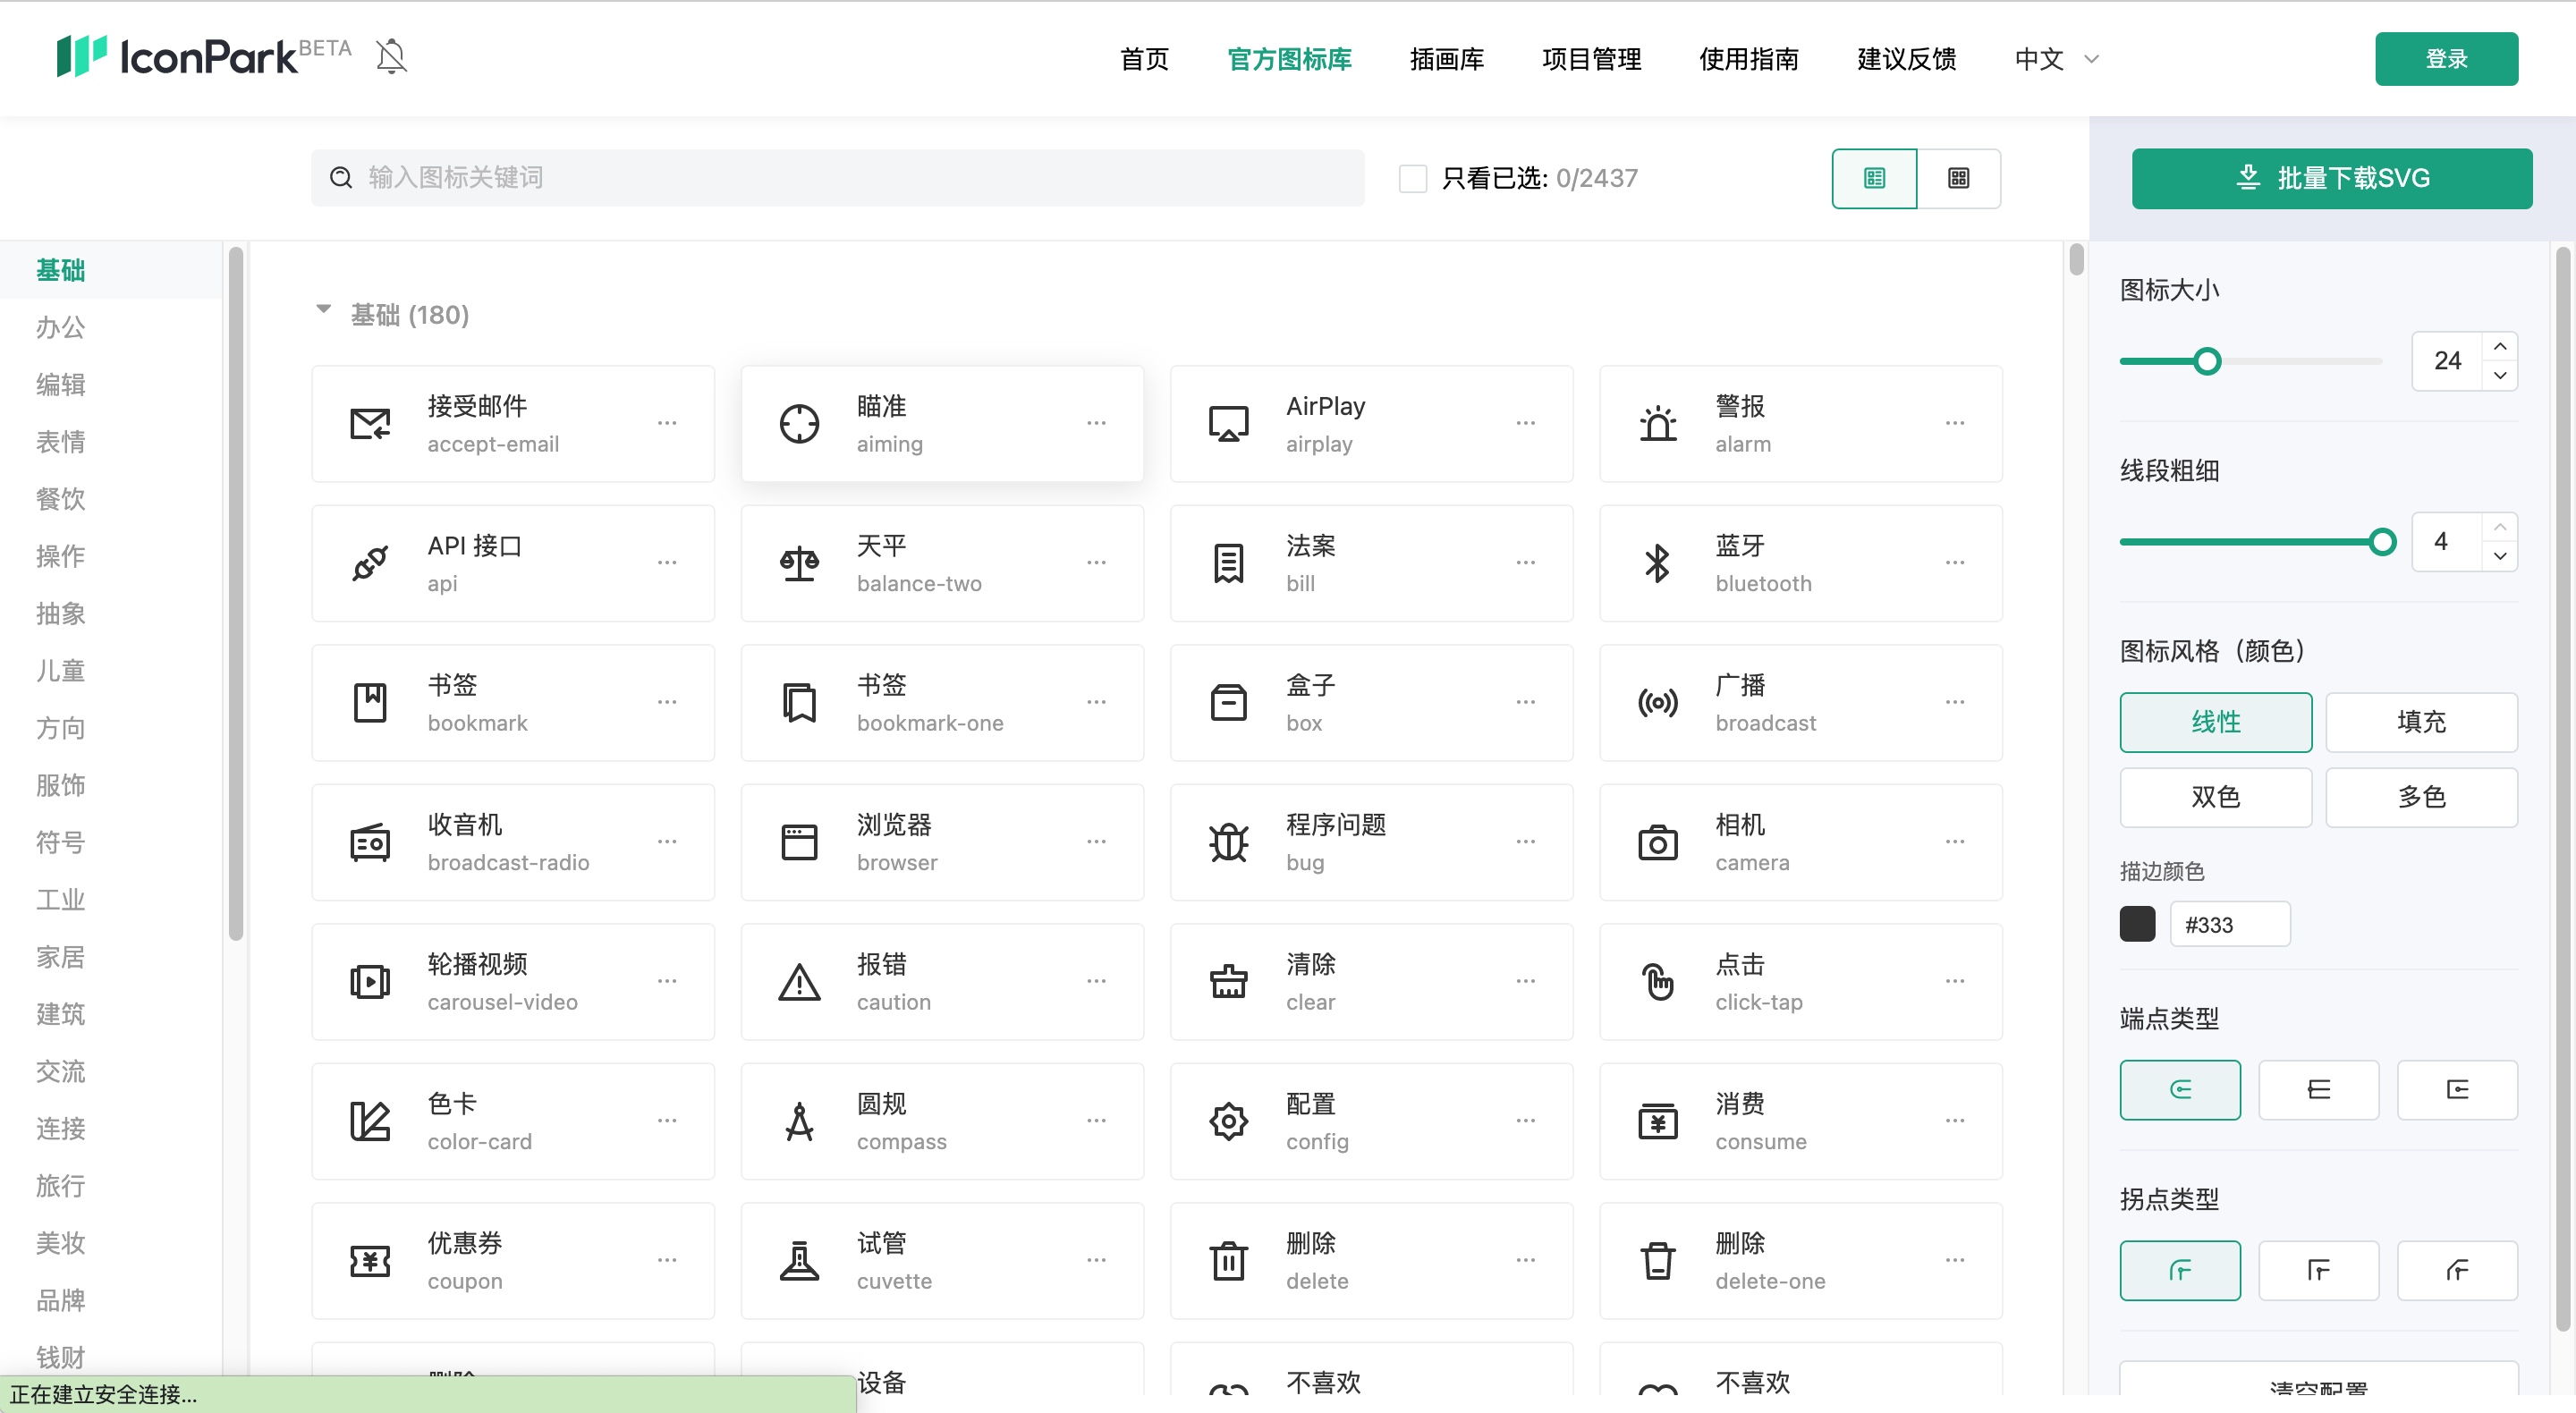 IconPark BETA
首页 官方图标库 插画库 项目管理 使用指南 建议反馈 中文 登录
输入图标关键词 只看已选: 0/2437 批量下载SVG
基础
办公
编辑
表情
餐饮
操作
抽象
儿童
方向
服饰
符号
工业
家居
建筑
交流
连接
旅行
美妆
品牌
钱财
基础 (180)
接受邮件
accept-email
瞄准
aiming
AirPlay
airplay
警报
alarm
API 接口
api
天平
balance-two
法案
bill
蓝牙
bluetooth
书签
bookmark
书签
bookmark-one
盒子
box
广播
broadcast
收音机
broadcast-radio
浏览器
browser
程序问题
bug
相机
camera
轮播视频
carousel-video
报错
caution
清除
clear
点击
click-tap
色卡
color-card
圆规
compass
配置
config
消费
consume
优惠券
coupon
试管
cuvette
删除
delete
删除
delete-one
设备
不喜欢
不喜欢
图标大小
24
线段粗细
4
图标风格（颜色）
线性 填充
双色 多色
描边颜色
#333
端点类型
拐点类型
清空配置
正在建立安全连接...